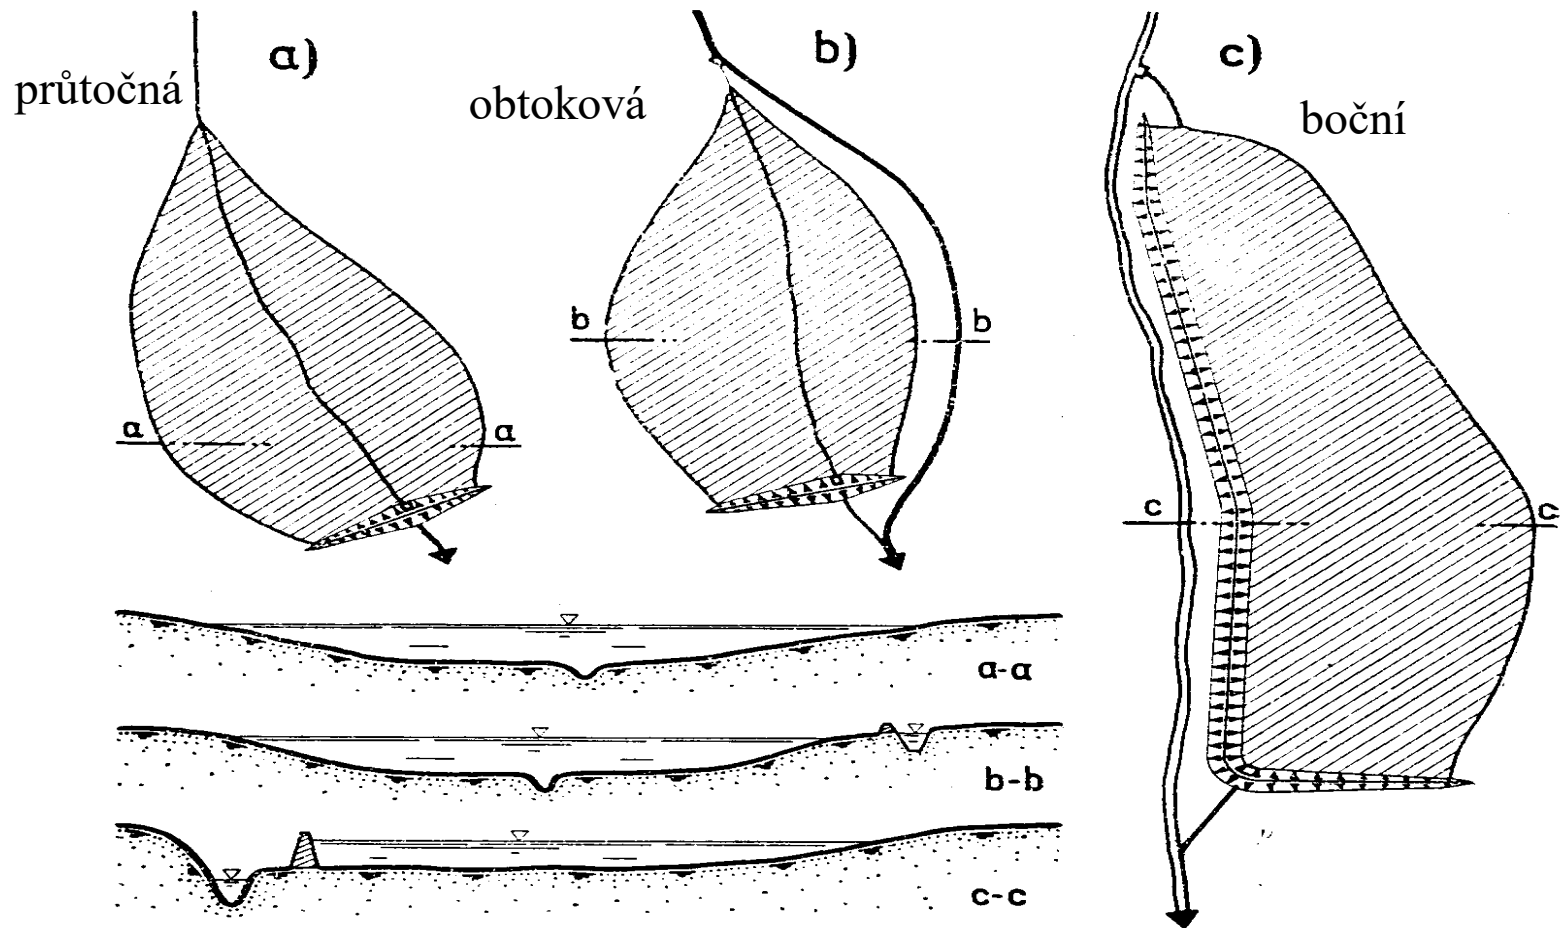 a)
průtočná
b)
obtoková
c)
boční
b
b
a
a
c
c
a-a
b-b
c-c